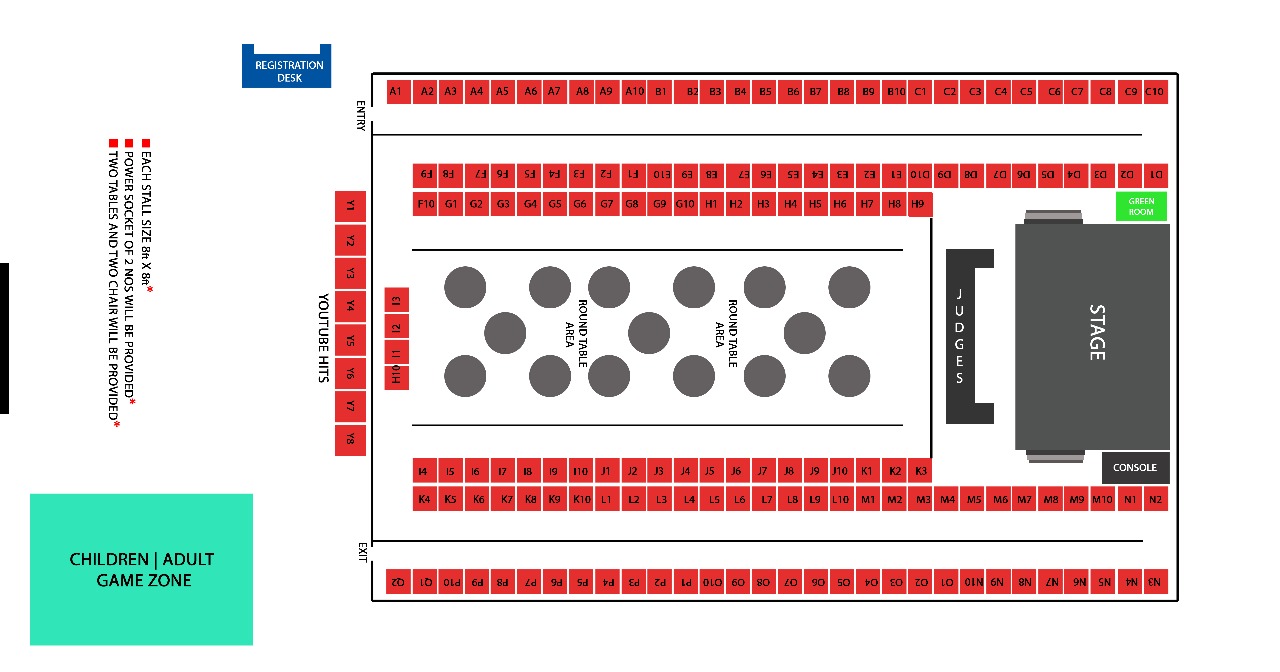 REGISTRATION
DESK
ENTRY
A1 A2 A3 A4 A5 A6 A7 A8 A9 A10 B1 B2 B3 B4 B5 B6 B7 B8 B9 B10 C1 C2 C3 C4 C5 C6 C7 C8 C9 C10
F9 F8 F7 F6 F5 F4 F3 F2 F1 E10 E9 E8 E7 E6 E5 E4 E3 E2 E1 D10 D9 D8 D7 D6 D5 D4 D3 D2 D1
F10 G1 G2 G3 G4 G5 G6 G7 G8 G9 G10 H1 H2 H3 H4 H5 H6 H7 H8 H9
GREEN
ROOM
EACH STALL SIZE 8ft X 8ft*
POWER SOCKET OF 2 NOS WILL BE PROVIDED*
TWO TABLES AND TWO CHAIR WILL BE PROVIDED*
YOUTUBE HITS
Y1
Y2
Y3
Y4
Y5
Y6
Y7
Y8
I3
I2
I1
H10
ROUND TABLE
AREA
ROUND TABLE
AREA
JUDGES
STAGE
CONSOLE
I4 I5 I6 I7 I8 I9 I10 J1 J2 J3 J4 J5 J6 J7 J8 J9 J10 K1 K2 K3
K4 K5 K6 K7 K8 K9 K10 L1 L2 L3 L4 L5 L6 L7 L8 L9 L10 M1 M2 M3 M4 M5 M6 M7 M8 M9 M10 N1 N2
EXIT
Q2 Q1 P10 P9 P8 P7 P6 P5 P4 P3 P2 P1 O10 O9 O8 O7 O6 O5 O4 O3 O2 O1 N10 N9 N8 N7 N6 N5 N4 N3
CHILDREN | ADULT
GAME ZONE